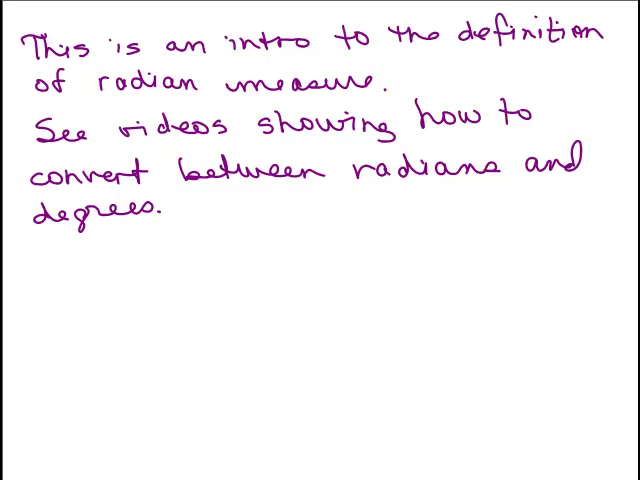 This is an intro to the definition
of radian measure.
See videos showing how to
convert between radians and
degrees.